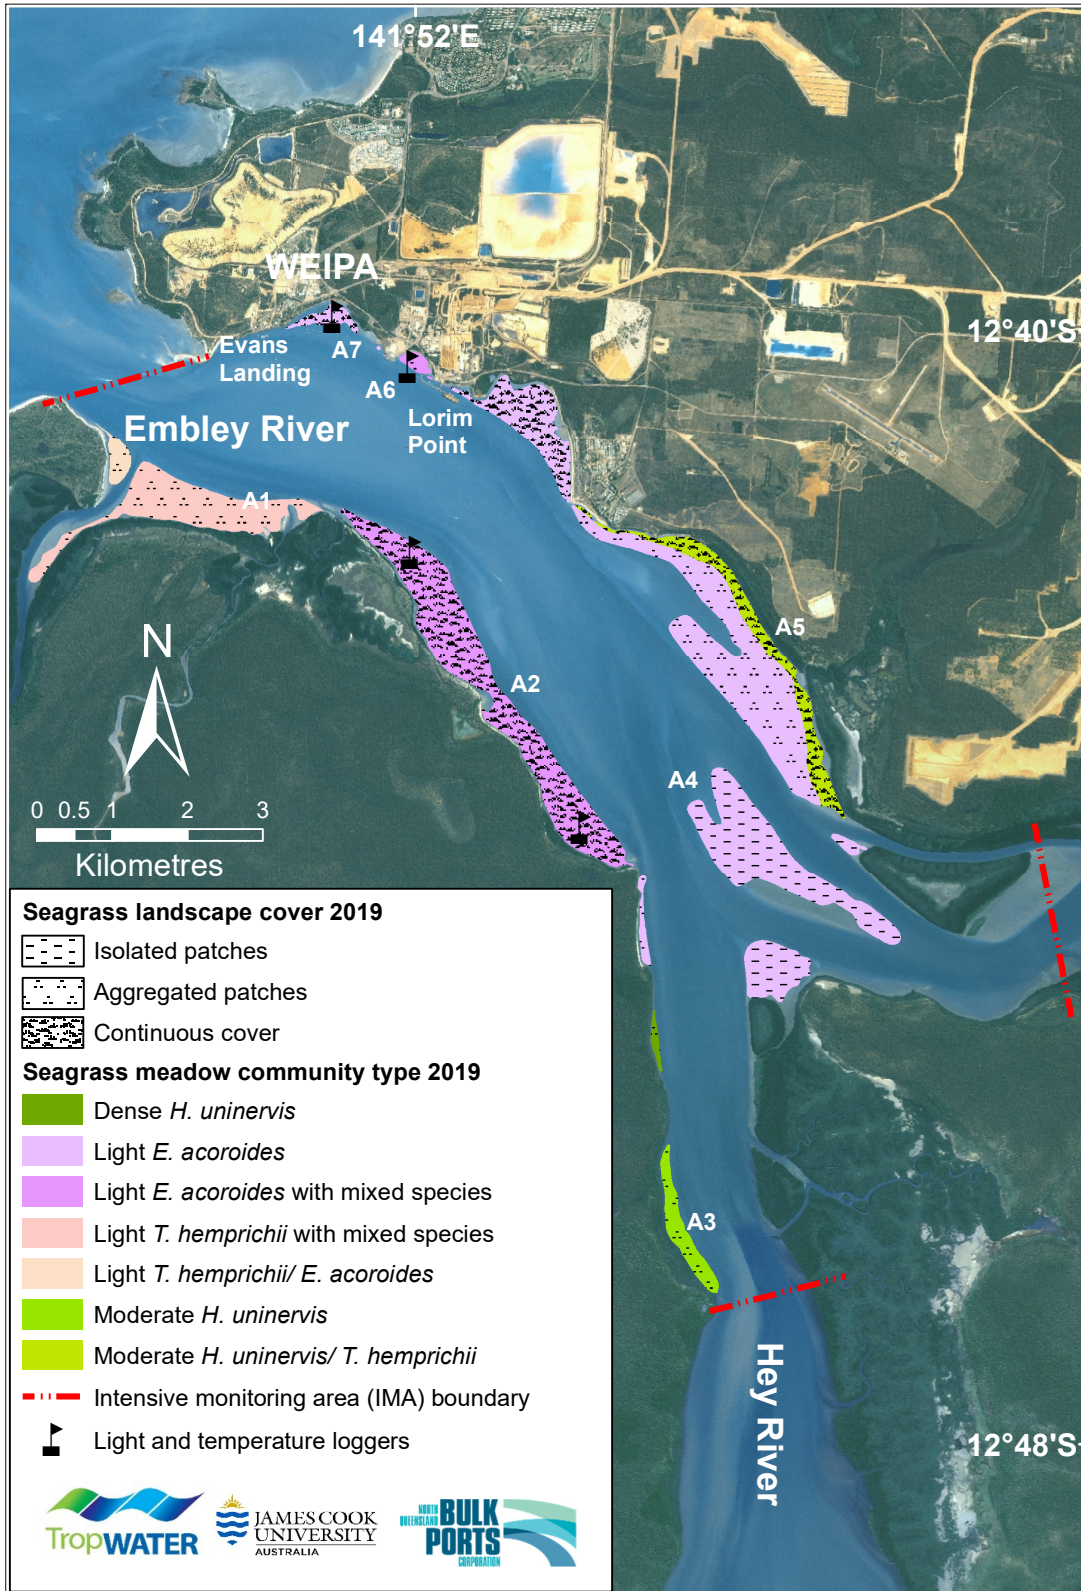 141°52'E
WEIPA
12°40'S
Evans
Landing
A7
A6
Lorim
Point
Embley River
A1
A5
A2
A4
N
0 0.5 1 2 3
Kilometres
Seagrass landscape cover 2019
Isolated patches
Aggregated patches
Continuous cover
Seagrass meadow community type 2019
Dense H. uninervis
Light E. acoroides
Light E. acoroides with mixed species
Light T. hemprichii with mixed species
Light T. hemprichii/ E. acoroides
Moderate H. uninervis
Moderate H. uninervis/ T. hemprichii
Intensive monitoring area (IMA) boundary
Light and temperature loggers
A3
Hey River
12°48'S
TropWATER
JAMES COOK
UNIVERSITY
AUSTRALIA
NORTH
QUEENSLAND
BULK
PORTS
CORPORATION